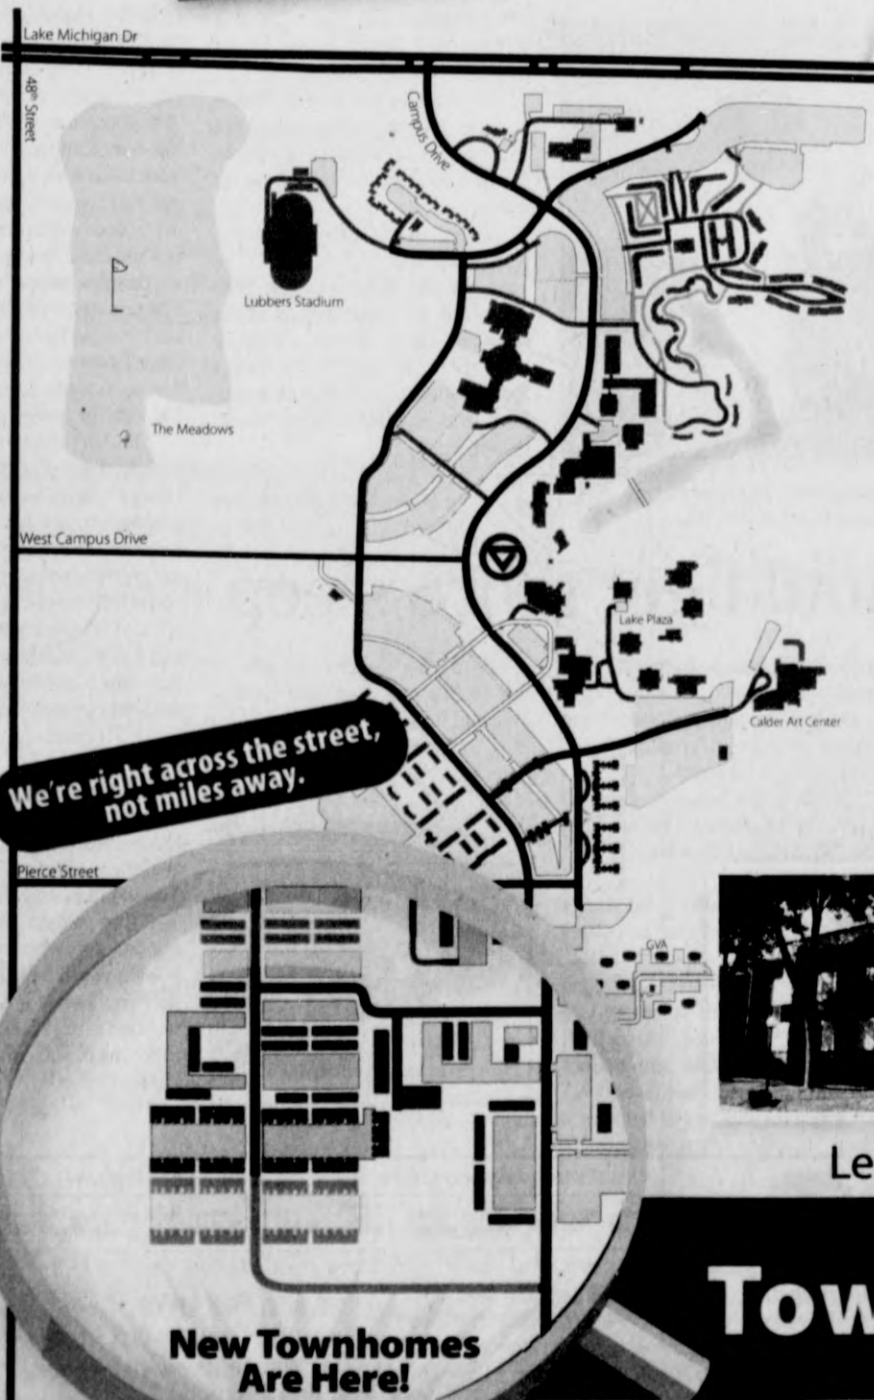 Lake Michigan Dr
48th Street
Campus Drive
Lubbers Stadium
The Meadows
West Campus Drive
Lake Plaza
Calder Art Center
We're right across the street,
not miles away.
Pierce Street
GVA
Le
Tow
New Townhomes
Are Here!